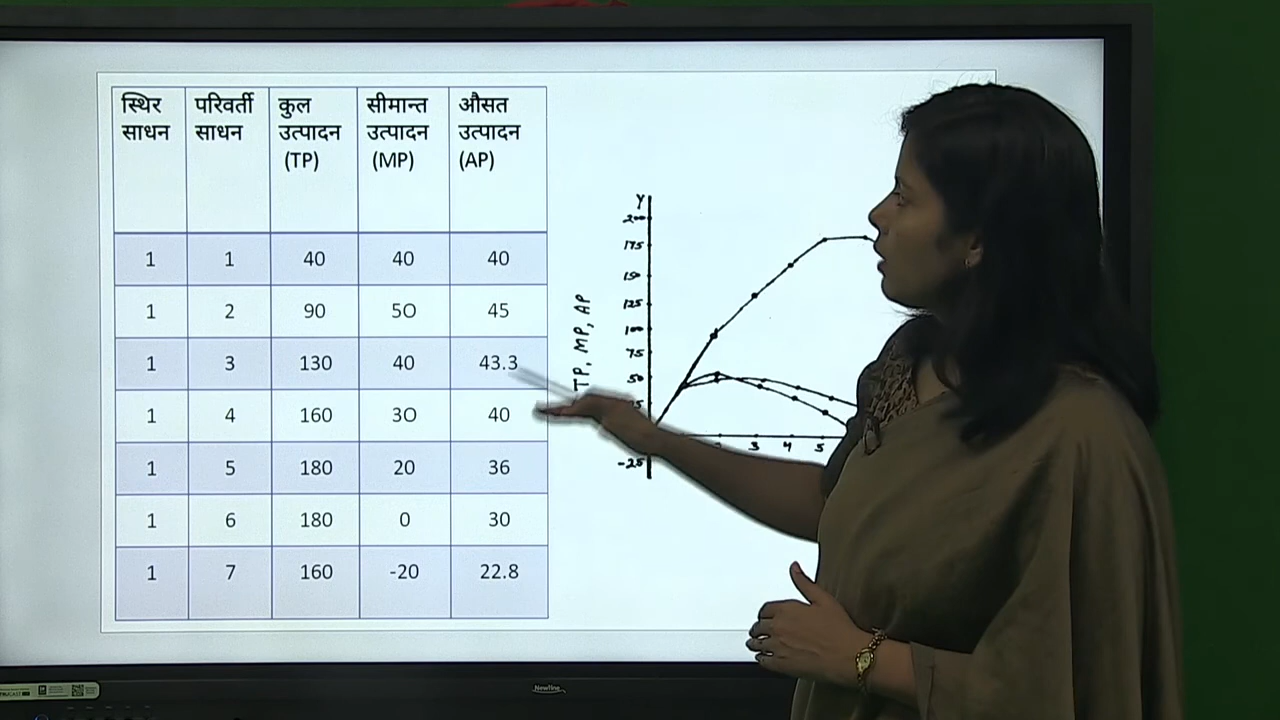 स्थिर
साधन
परिवर्ती
साधन
कुल
उत्पादन
(TP)
सीमान्त
उत्पादन
(MP)
औसत
उत्पादन
(AP)
1 1 40 40 40
1 2 90 50 45
1 3 130 40 43.3
1 4 160 30 40
1 5 180 20 36
1 6 180 0 30
1 7 160 -20 22.8
Y
200
175
150
125
100
75
50
-25
TP, MP, AP
3 4 5
Newline